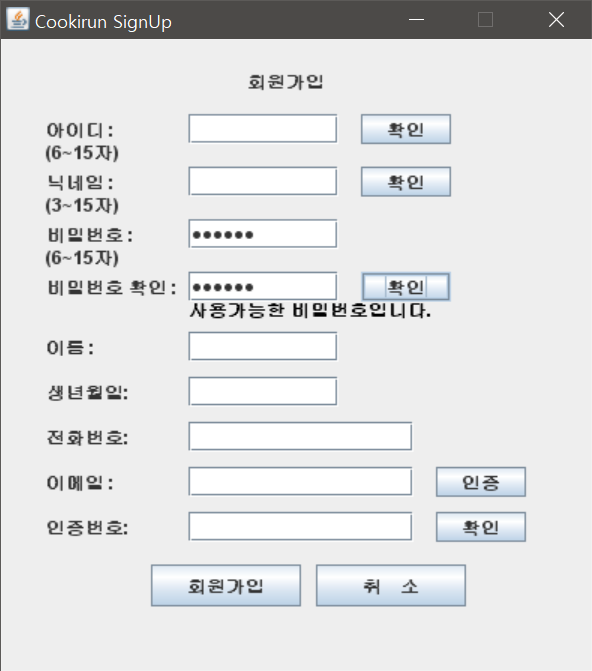 Cookirun SignUp
회원가입
아이디 : 확인
(6~15자)
닉네임 : 확인
(3~15자)
비밀번호 : ●●●●●●
(6~15자)
비밀번호 확인 : ●●●●●● 확인
사용가능한 비밀번호입니다.
이름 :
생년월일:
전화번호:
이메일 : 인증
인증번호: 확인
회원가입 취 소